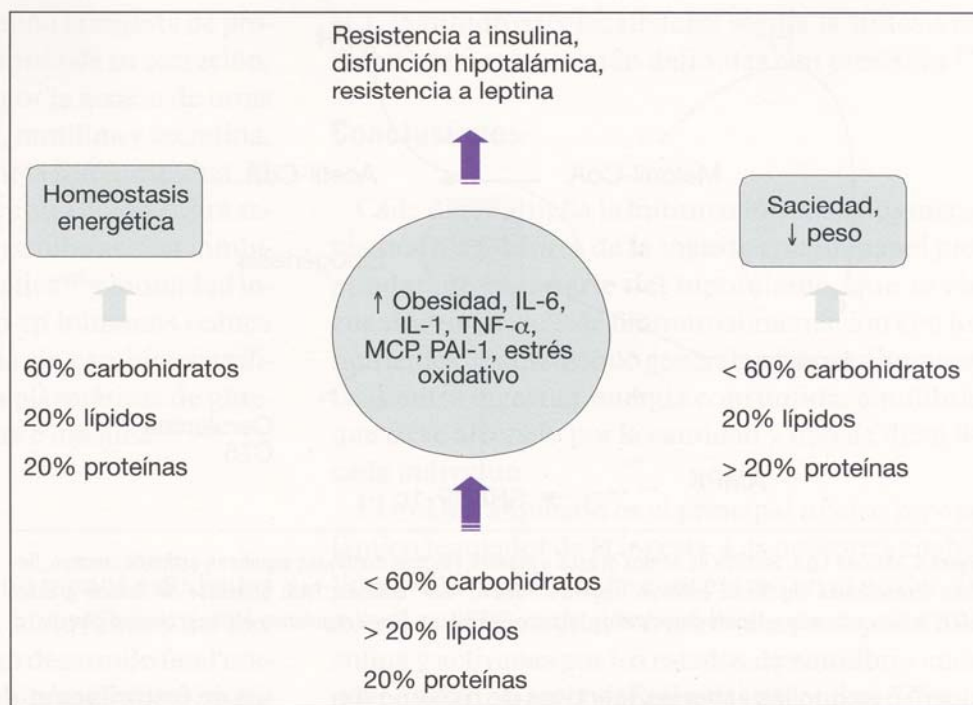 Resistencia a insulina,
disfunción hipotalámica,
resistencia a leptina
Homeostasis
energética
60% carbohidratos
20% lípidos
20% proteínas
↑ Obesidad, IL-6,
IL-1, TNF-α,
MCP, PAI-1, estrés
oxidativo
< 60% carbohidratos
> 20% lípidos
20% proteínas
Saciedad,
↓ peso
< 60% carbohidratos
20% lípidos
> 20% proteínas